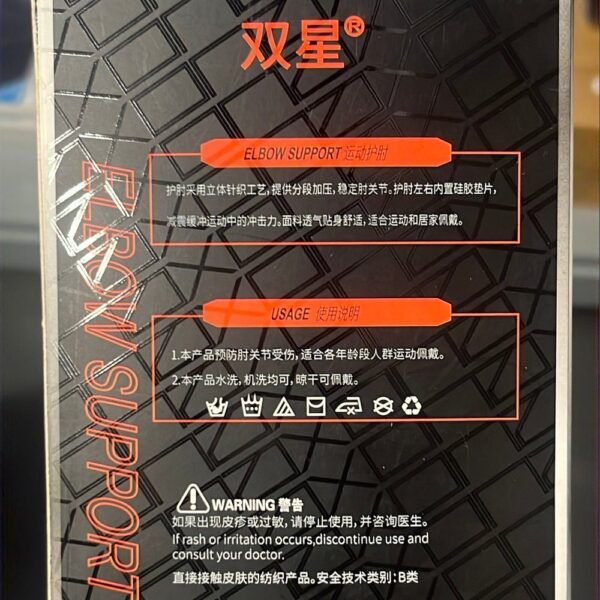 双星®
ELBOW SUPPORT 运动护肘
护肘采用立体针织工艺,提供分段加压,稳定肘关节。护肘左右内置硅胶垫片,
减震缓冲运动中的冲击力。面料透气贴身舒适,适合运动和居家佩戴。
USAGE 使用说明
1.本产品预防肘关节受伤,适合各年龄段人群运动佩戴。
2.本产品水洗,机洗均可,晾干可佩戴。
WARNING 警告
如果出现皮疹或过敏,请停止使用,并咨询医生。
If rash or irritation occurs,discontinue use and
consult your doctor.
直接接触皮肤的纺织产品。安全技术类别:B类
ELBOW SUPPORT